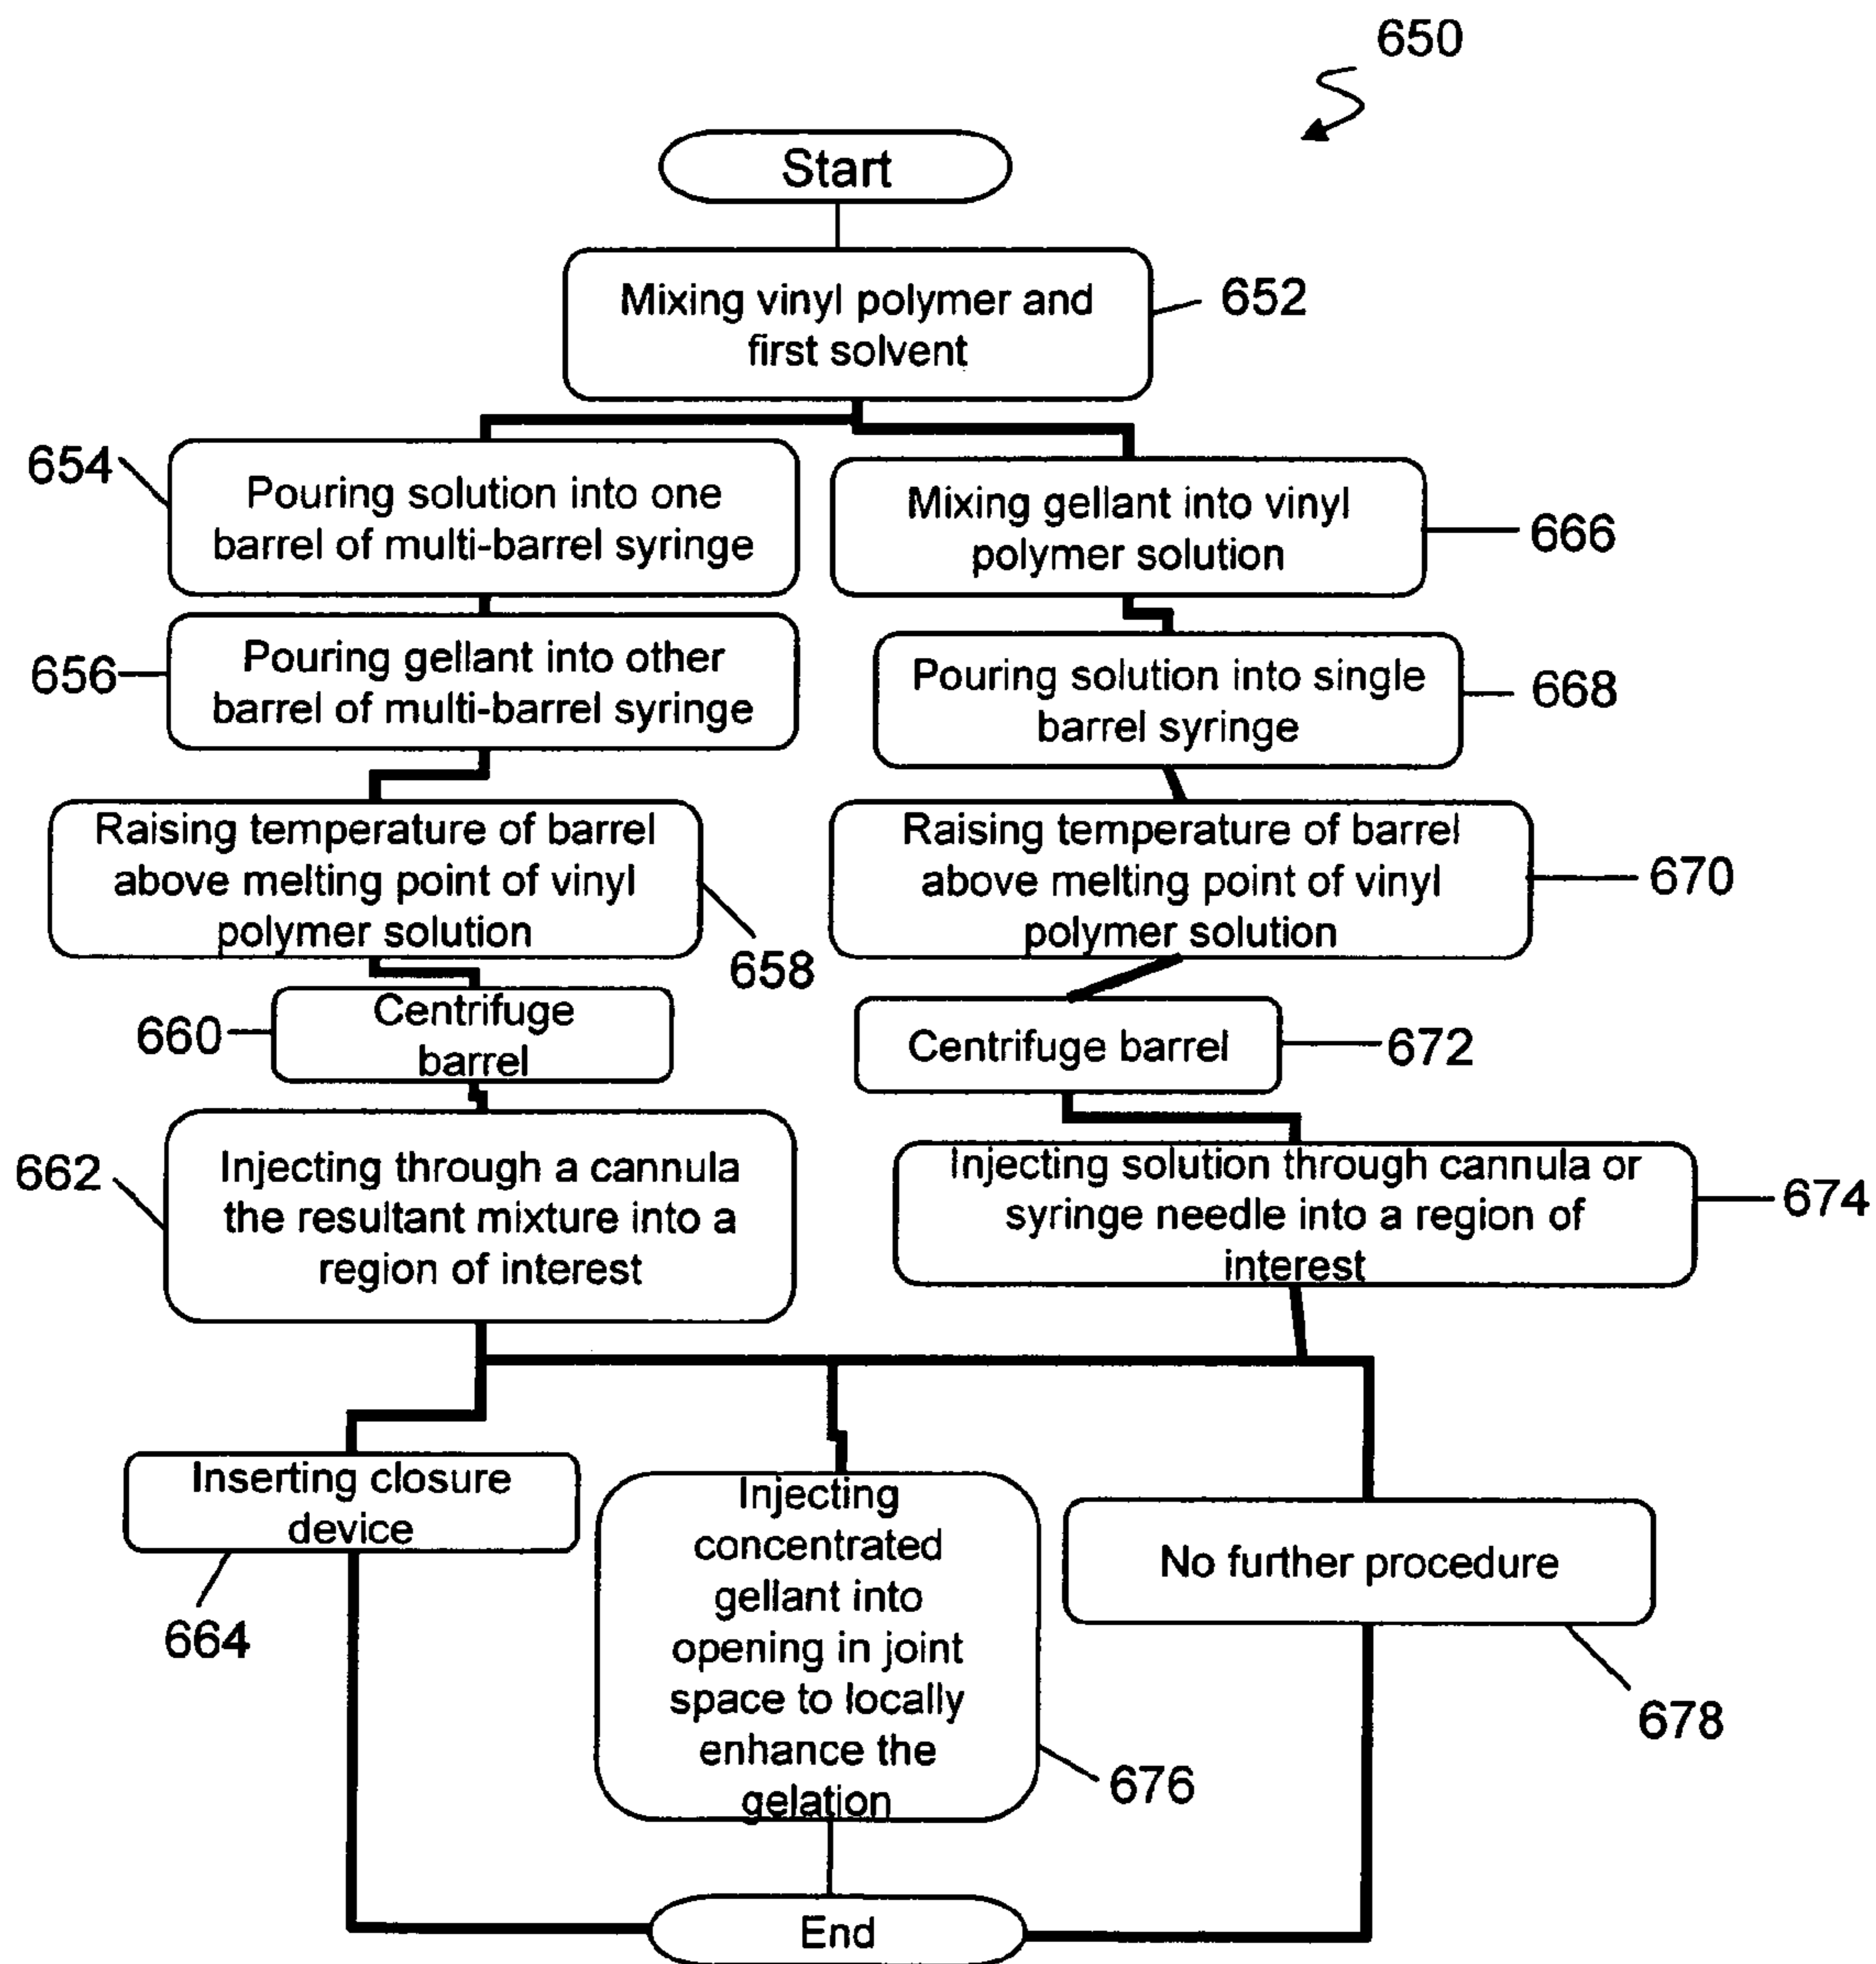 650
Start
Mixing vinyl polymer and
first solvent
652
654
Pouring solution into one
barrel of multi-barrel syringe
Mixing gellant into vinyl
polymer solution
666
656
Pouring gellant into other
barrel of multi-barrel syringe
Pouring solution into single
barrel syringe
668
Raising temperature of barrel
above melting point of vinyl
polymer solution
658
Raising temperature of barrel
above melting point of vinyl
polymer solution
670
660
Centrifuge
barrel
Centrifuge barrel
672
662
Injecting through a cannula
the resultant mixture into a
region of interest
Injecting solution through cannula or
syringe needle into a region of
interest
674
Inserting closure
device
664
Injecting
concentrated
gellant into
opening in joint
space to locally
enhance the
gelation
676
No further procedure
678
End